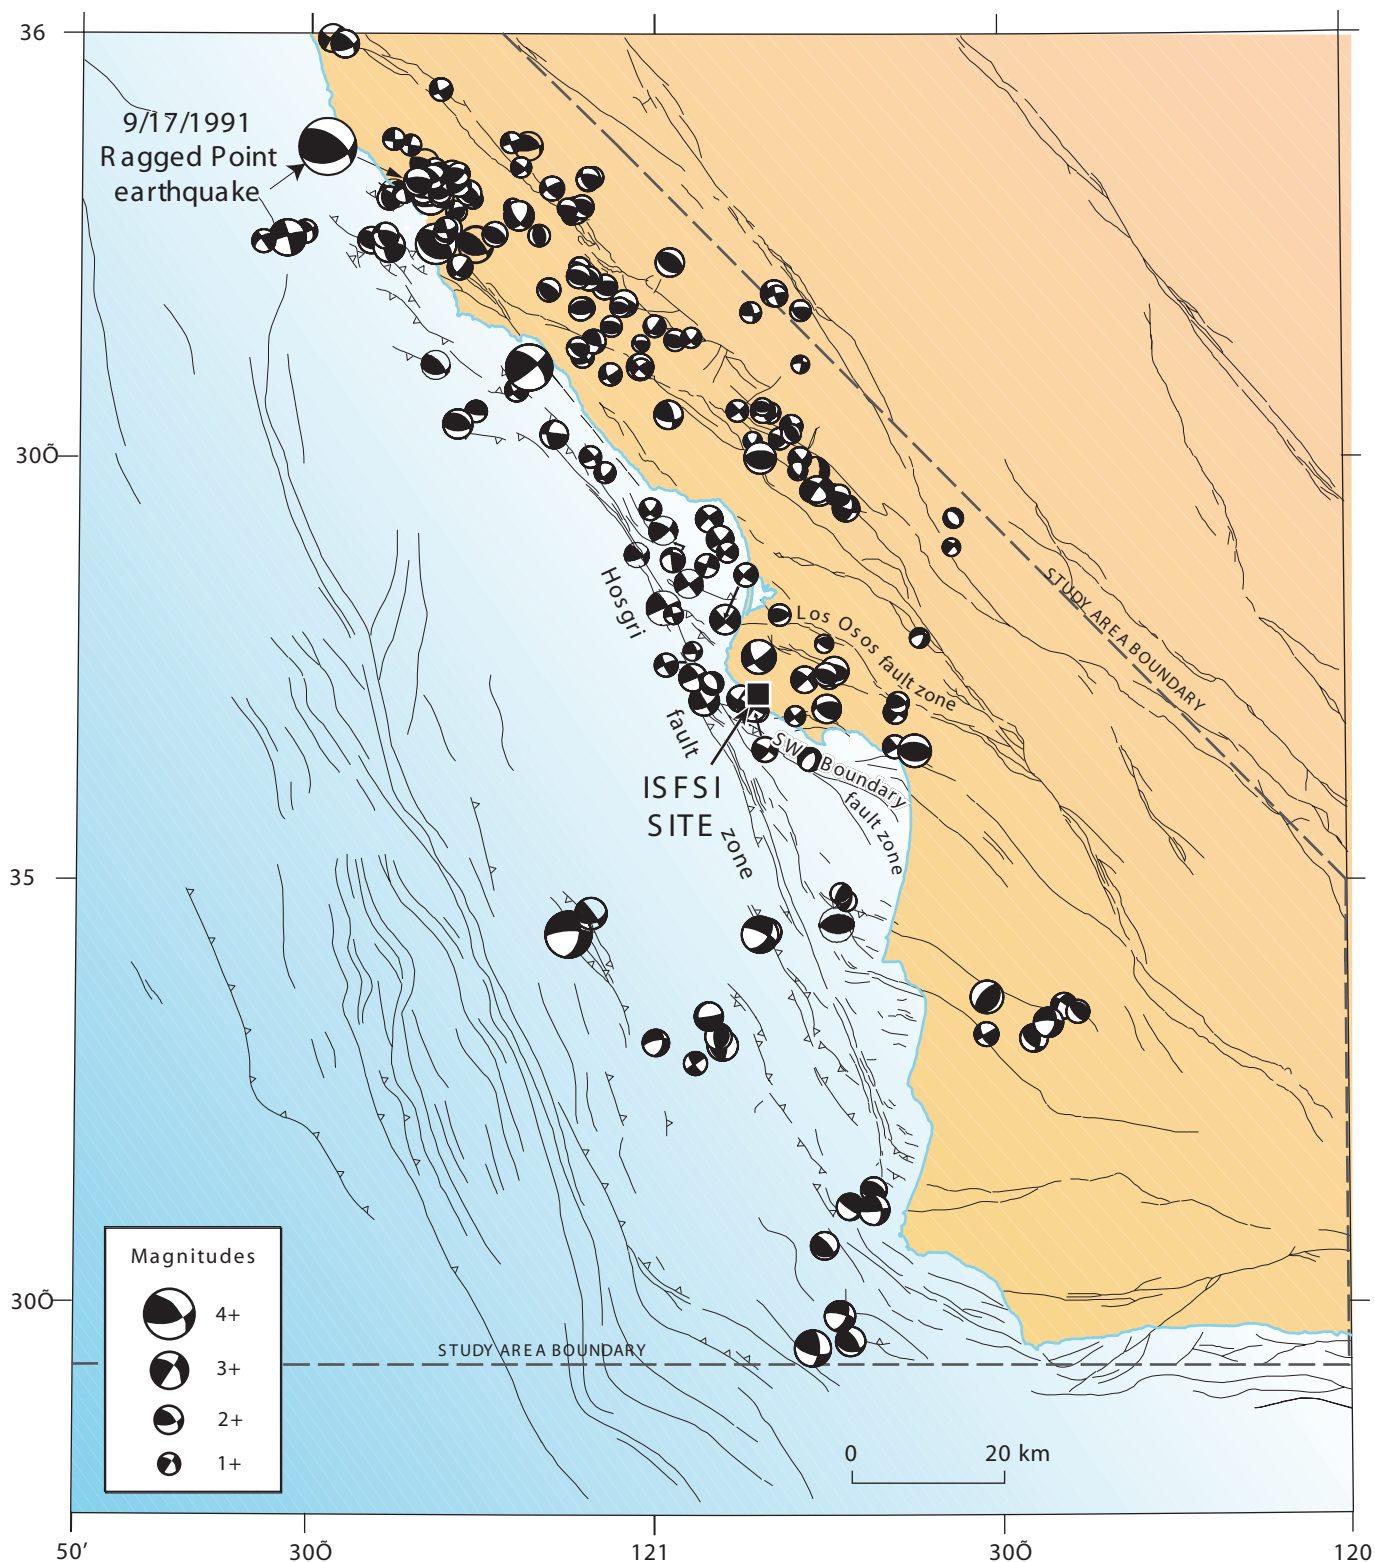 36
9/17/1991
Ragged Point
earthquake
30Õ
Hosgri
fault
zone
Los Osos fault zone
STUDY AREA BOUNDARY
ISFSI
SITE
SW Boundary
fault zone
35
Magnitudes
4+
3+
2+
1+
30Õ
STUDY AREA BOUNDARY
0 20 km
50′ 30Õ 121 30Õ 120